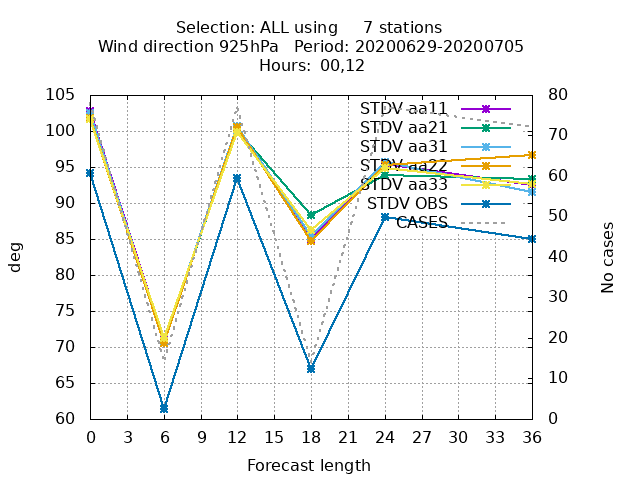 Selection: ALL using 7 stations
Wind direction 925hPa Period: 20200629-20200705
Hours: 00,12
105
100
95
90
85
80
75
70
65
60
deg
80
70
60
50
40
30
20
10
0
No cases
STDV aa11
STDV aa21
STDV aa31
STDV aa22
STDV aa33
STDV OBS
CASES
0 3 6 9 12 15 18 21 24 27 30 33 36
Forecast length